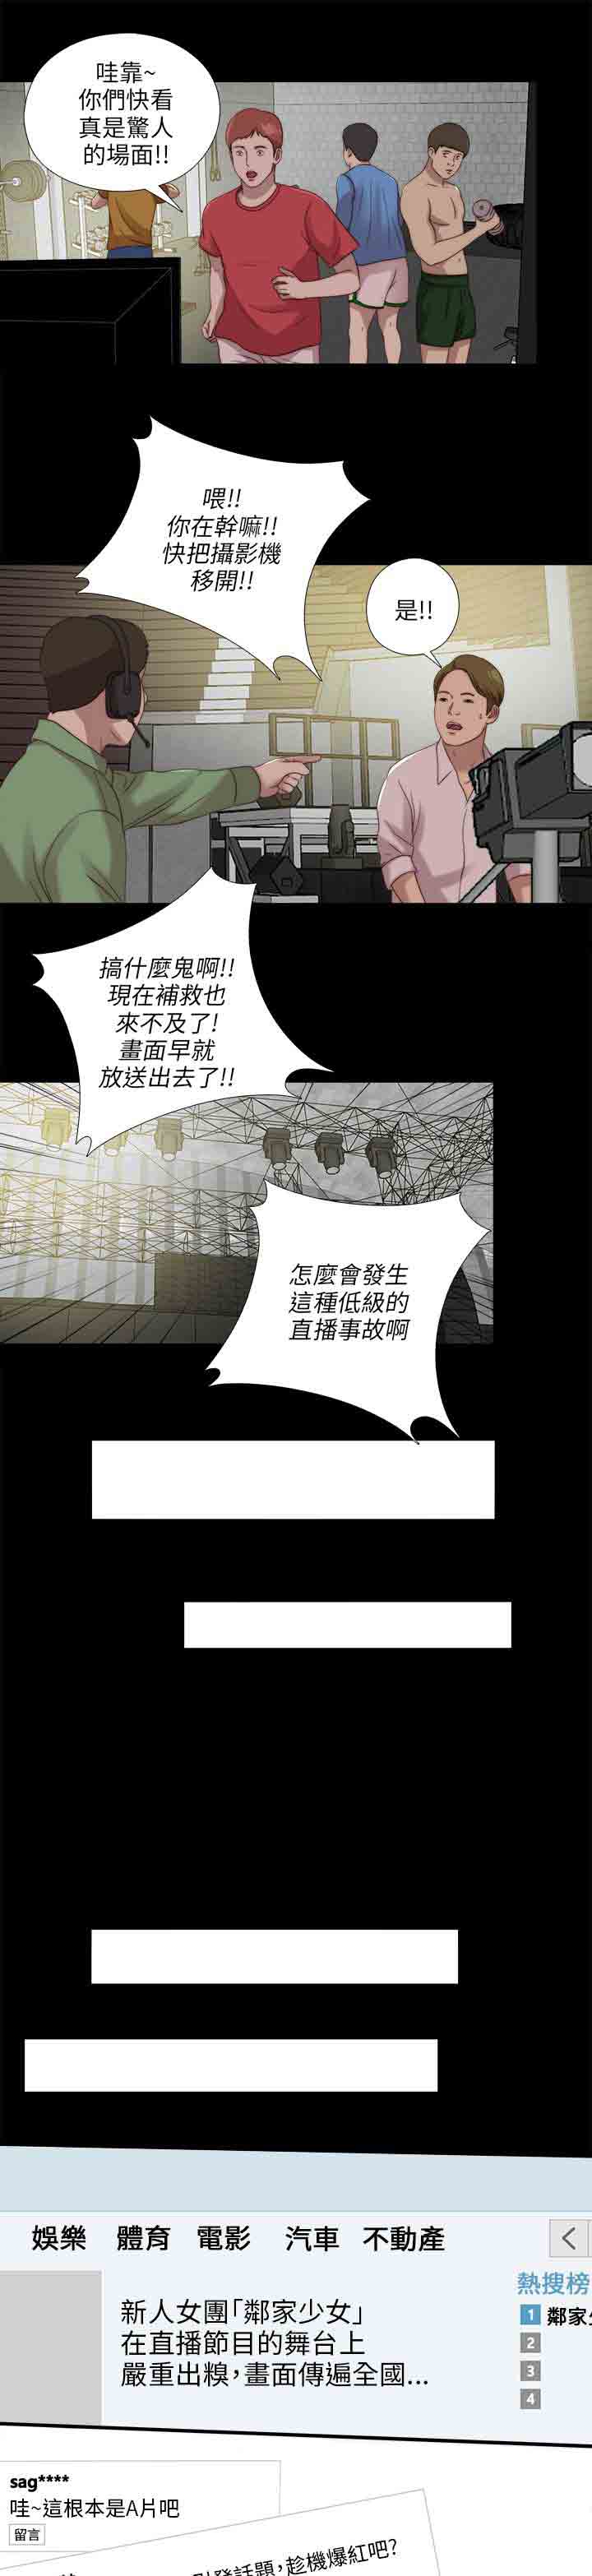 哇靠~
你們快看
真是驚人
的場面!!
喂!!
你在幹嘛!!
快把攝影機
移開!!
是!!
搞什麼鬼啊!!
現在補救也
來不及了!
畫面早就
放送出去了!!
怎麼會發生
這種低級的
直播事故啊
娛樂 體育 電影 汽車 不動產
熱搜榜
1 鄰家少
2
3
4
新人女團「鄰家少女」
在直播節目的舞台上
嚴重出糗,畫面傳遍全國...
sag****
哇~這根本是A片吧
留言
發話題,趁機爆紅吧?